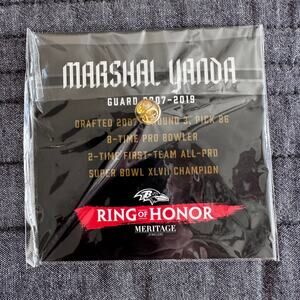 MARSHAL YANDA
GUARD 2007-2019
DRAFTED 2007 ROUND 3, PICK 86
8-TIME PRO BOWLER
2-TIME FIRST-TEAM ALL-PRO
SUPER BOWL XLVII CHAMPION
RING OF HONOR
MERITAGE